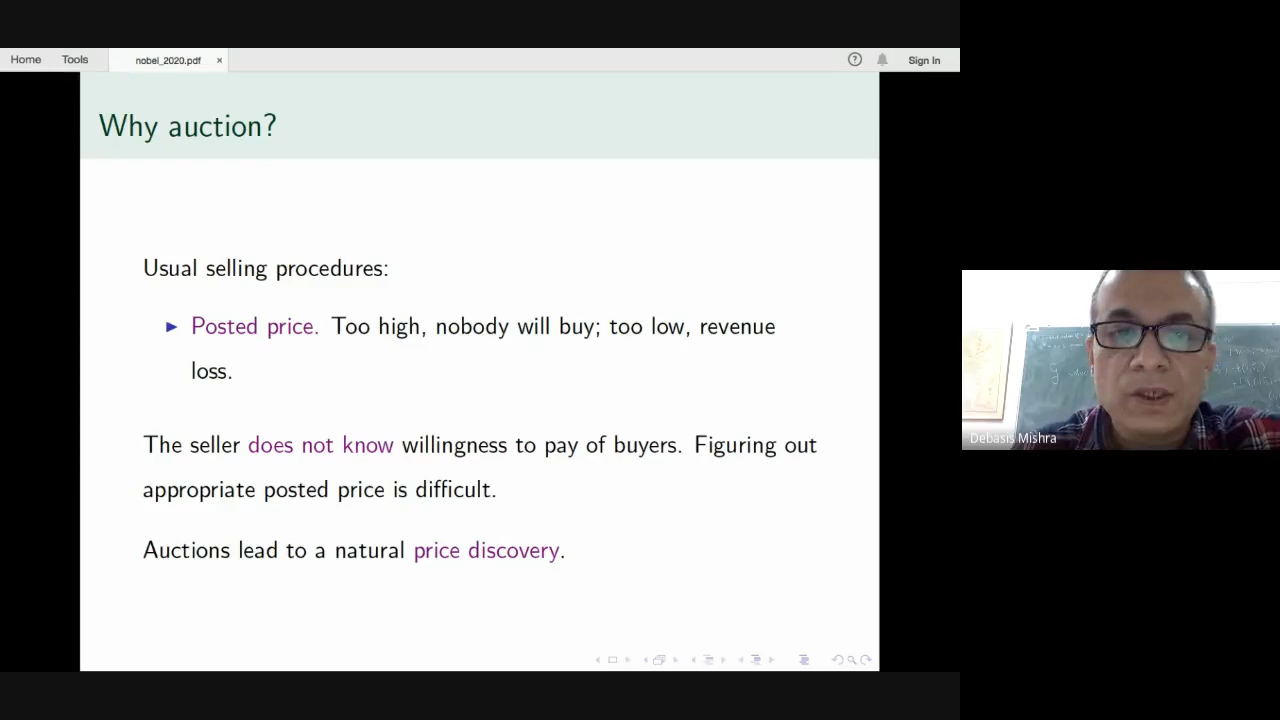 Home Tools nobel_2020.pdf × ? Sign In
Why auction?
Usual selling procedures:
▶ Posted price. Too high, nobody will buy; too low, revenue
loss.
The seller does not know willingness to pay of buyers. Figuring out
appropriate posted price is difficult.
Auctions lead to a natural price discovery.
Debasis Mishra